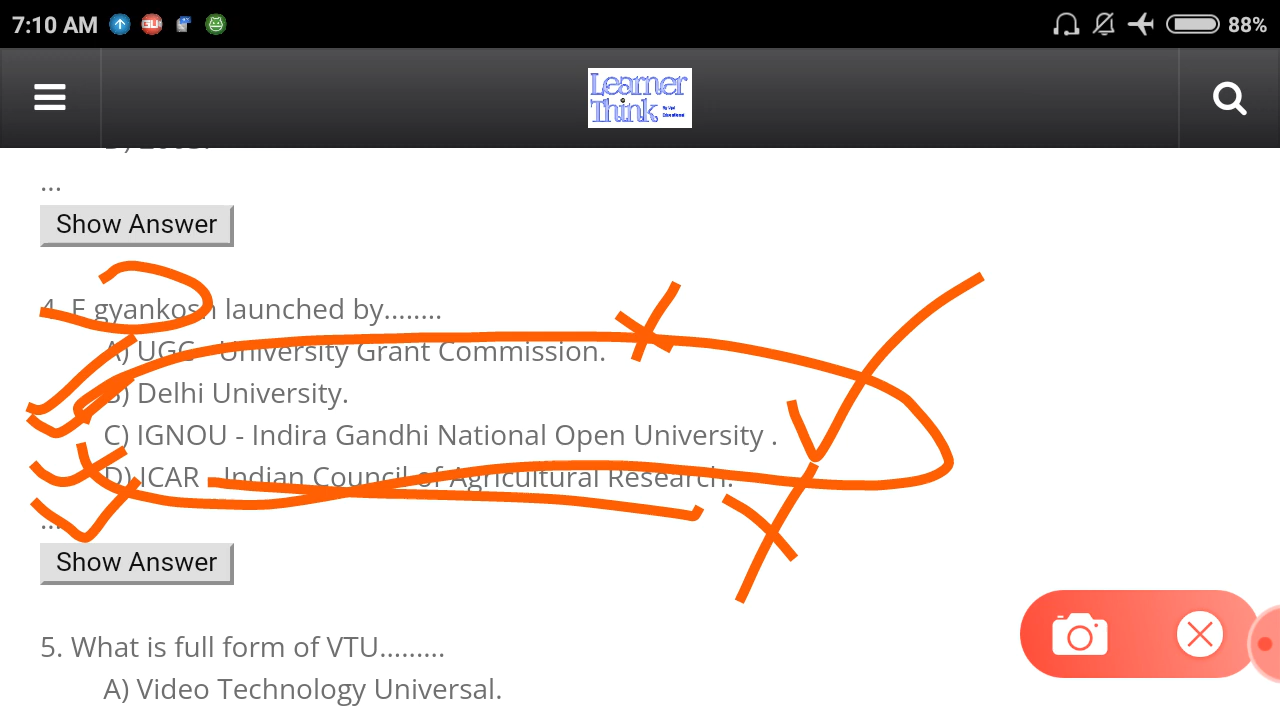 7:10 AM
88%
Learner
Think
...
Show Answer
4. E gyankosh launched by........
A) UGC - University Grant Commission.
B) Delhi University.
C) IGNOU - Indira Gandhi National Open University .
D) ICAR - Indian Council of Agricultural Research.
...
Show Answer
5. What is full form of VTU.........
A) Video Technology Universal.